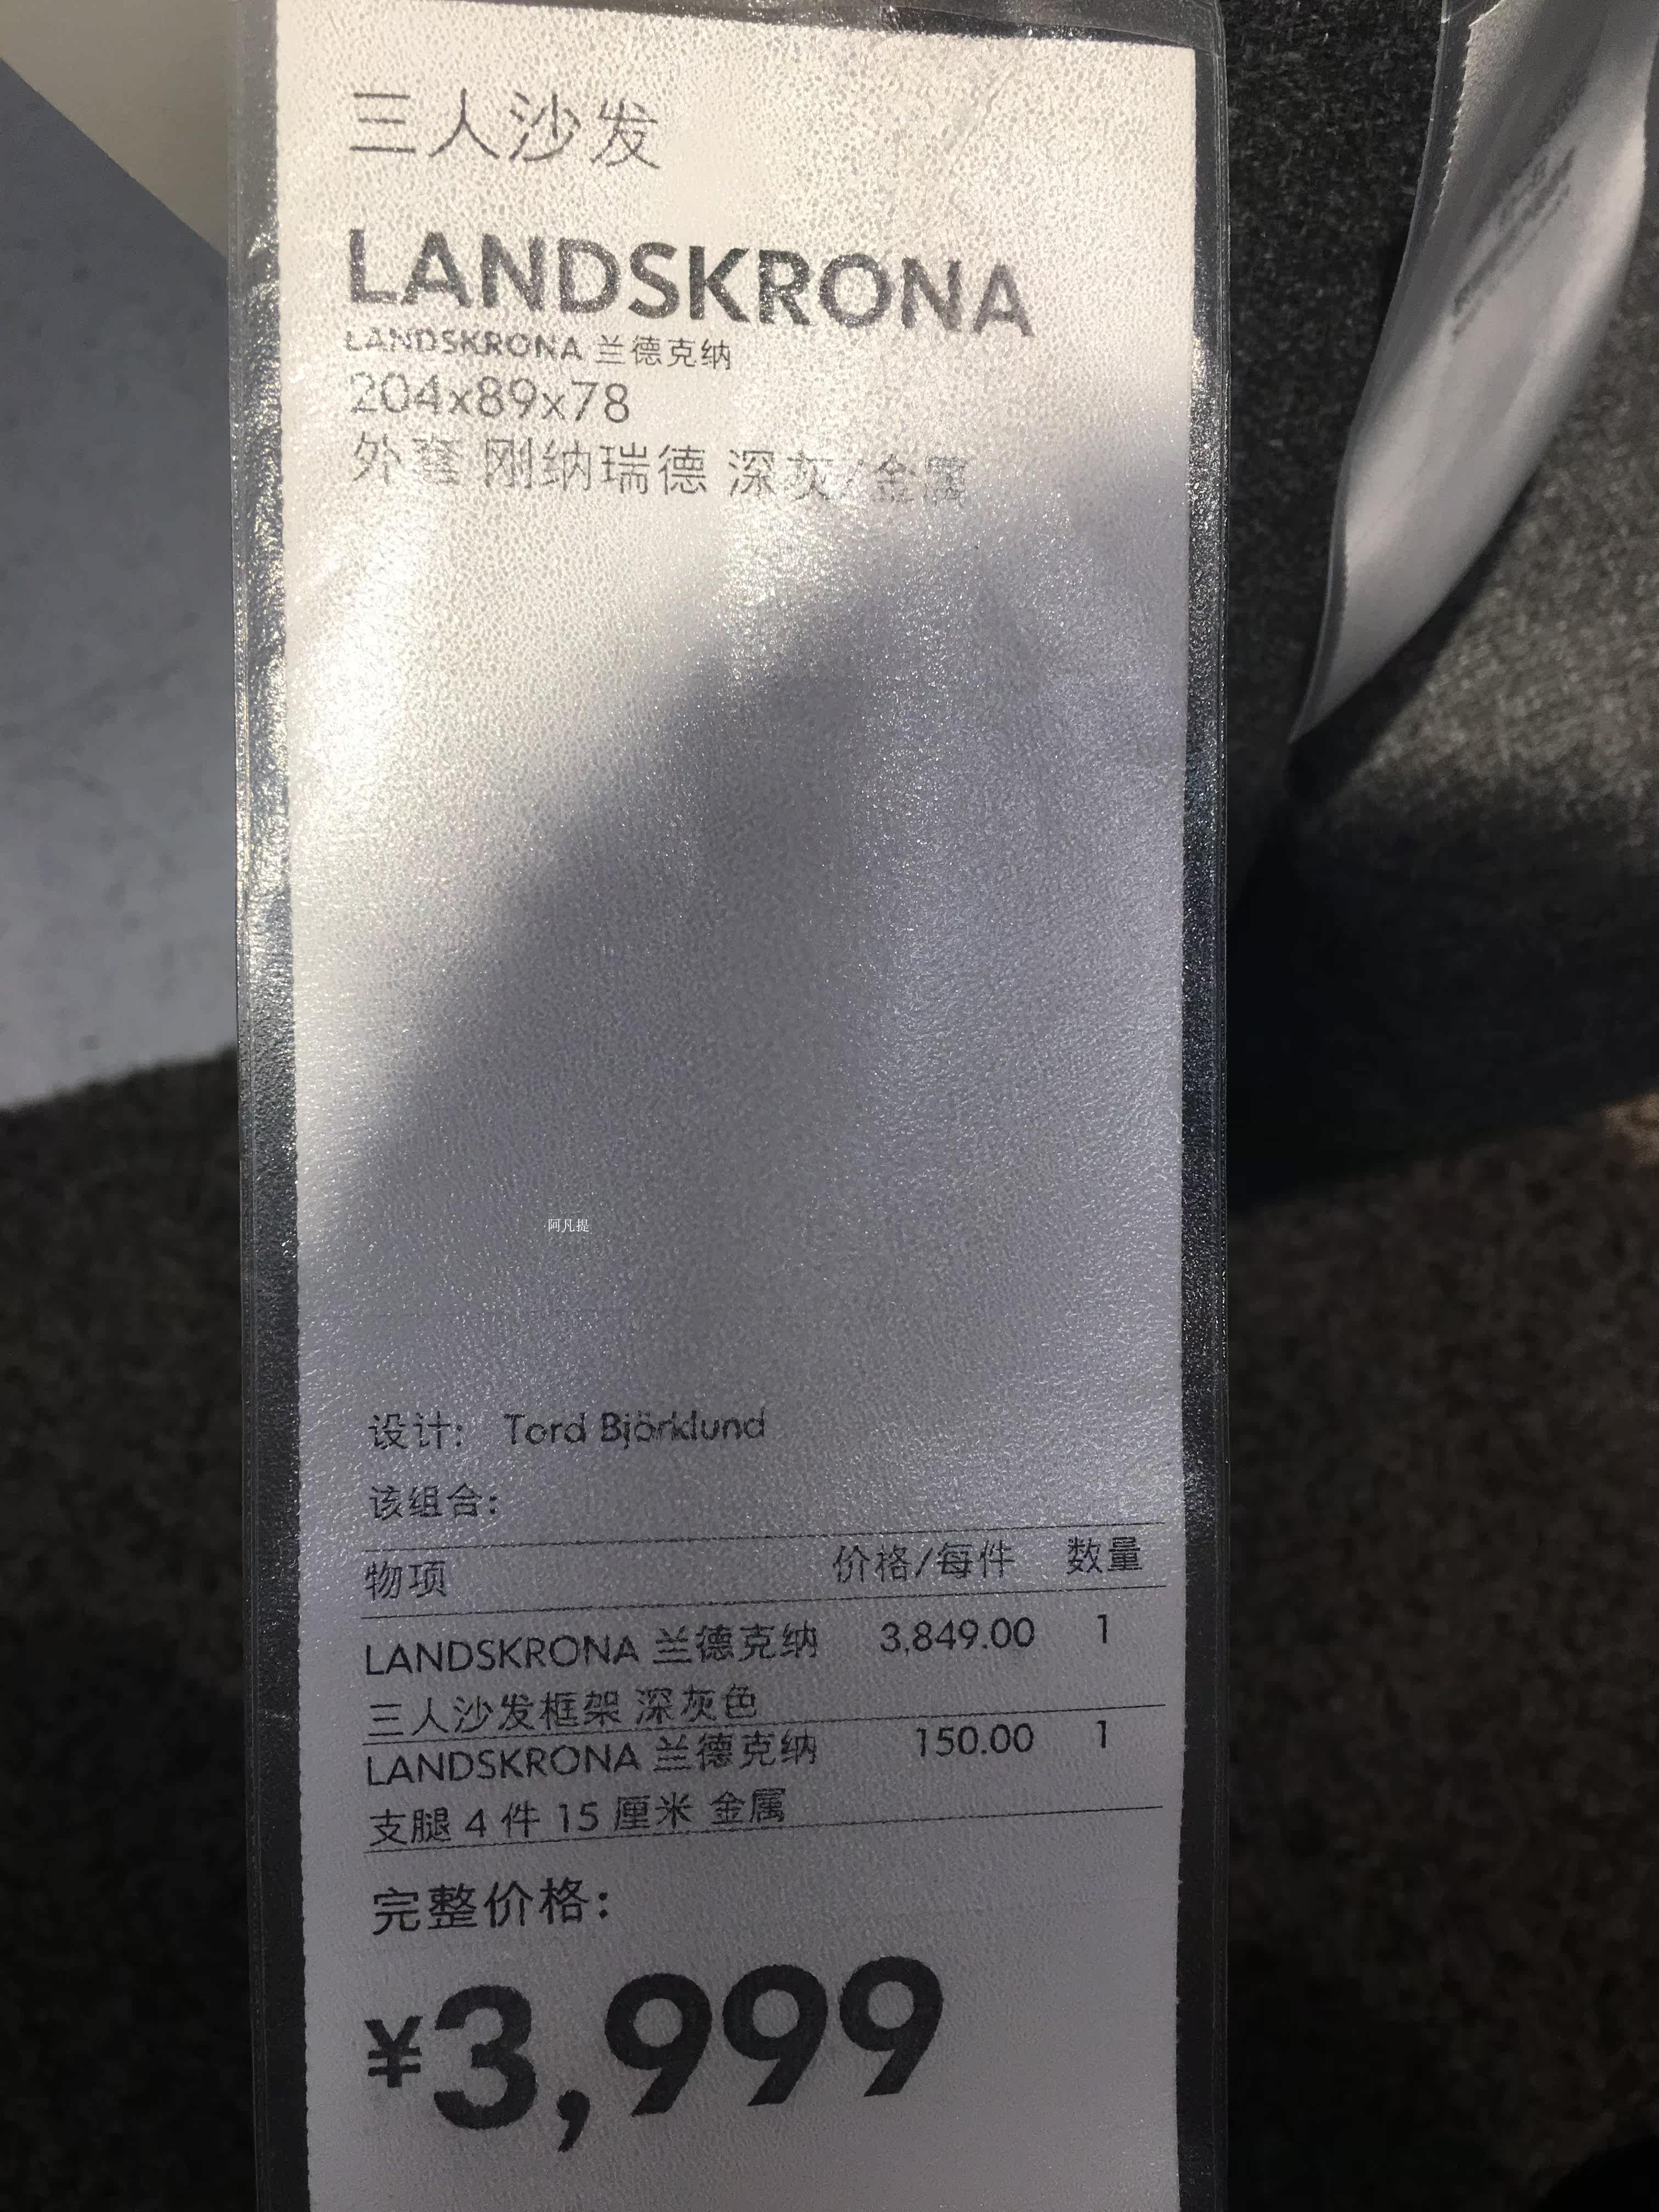 三人沙发
LANDSKRONA
LANDSKRONA 兰德克纳
204x89x78
外套 刚纳瑞德 深灰/金属
阿凡提
设计: Tord Björklund
该组合:
物项 价格/每件 数量
LANDSKRONA 兰德克纳 3,849.00 1
三人沙发框架 深灰色
LANDSKRONA 兰德克纳 150.00 1
支腿 4 件 15 厘米 金属
完整价格:
¥3,999